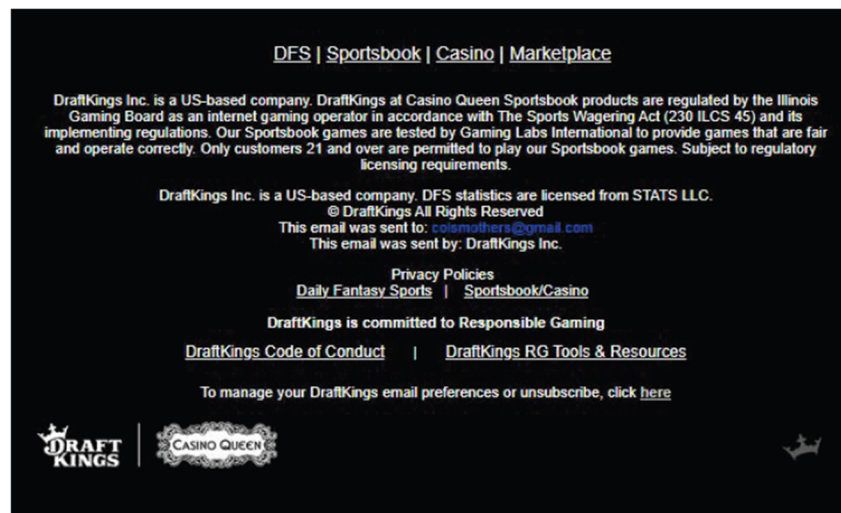 DFS | Sportsbook | Casino | Marketplace
DraftKings Inc. is a US-based company. DraftKings at Casino Queen Sportsbook products are regulated by the Illinois
Gaming Board as an internet gaming operator in accordance with The Sports Wagering Act (230 ILCS 45) and its
implementing regulations. Our Sportsbook games are tested by Gaming Labs International to provide games that are fair
and operate correctly. Only customers 21 and over are permitted to play our Sportsbook games. Subject to regulatory
licensing requirements.
DraftKings Inc. is a US-based company. DFS statistics are licensed from STATS LLC.
© DraftKings All Rights Reserved
This email was sent to: colsmothers@gmail.com
This email was sent by: DraftKings Inc.
Privacy Policies
Daily Fantasy Sports | Sportsbook/Casino
DraftKings is committed to Responsible Gaming
DraftKings Code of Conduct | DraftKings RG Tools & Resources
To manage your DraftKings email preferences or unsubscribe, click here
DRAFT
KINGS
CASINO QUEEN